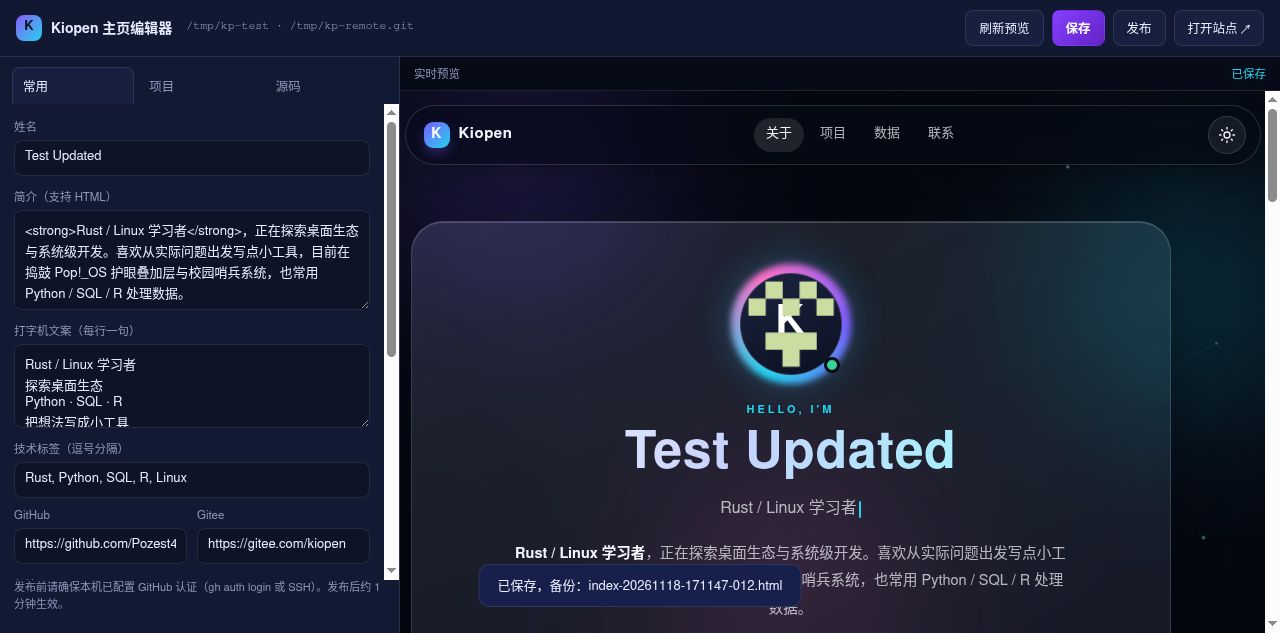 K Kiopen 主页编辑器 /tmp/kp-test · /tmp/kp-remote.git 刷新预览 保存 发布 打开站点 ↗
常用 项目 源码
实时预览 已保存
姓名
Test Updated
简介（支持 HTML）
<strong>Rust / Linux 学习者</strong>，正在探索桌面生态
与系统级开发。喜欢从实际问题出发写点小工具，目前在
捣鼓 Pop!_OS 护眼叠加层与校园哨兵系统，也常用
Python / SQL / R 处理数据。
打字机文案（每行一句）
Rust / Linux 学习者
探索桌面生态
Python · SQL · R
把想法写成小工具
技术标签（逗号分隔）
Rust, Python, SQL, R, Linux
GitHub Gitee
https://github.com/Pozest4 https://gitee.com/kiopen
发布前请确保本机已配置 GitHub 认证（gh auth login 或 SSH）。发布后约 1
分钟生效。
K Kiopen 关于 项目 数据 联系
K
HELLO, I'M
Test Updated
Rust / Linux 学习者
Rust / Linux 学习者，正在探索桌面生态与系统级开发。喜欢从实际问题出发写点小工
哨兵系统，也常用 Python / SQL / R 处理
数据。
已保存，备份：index-20261118-171147-012.html